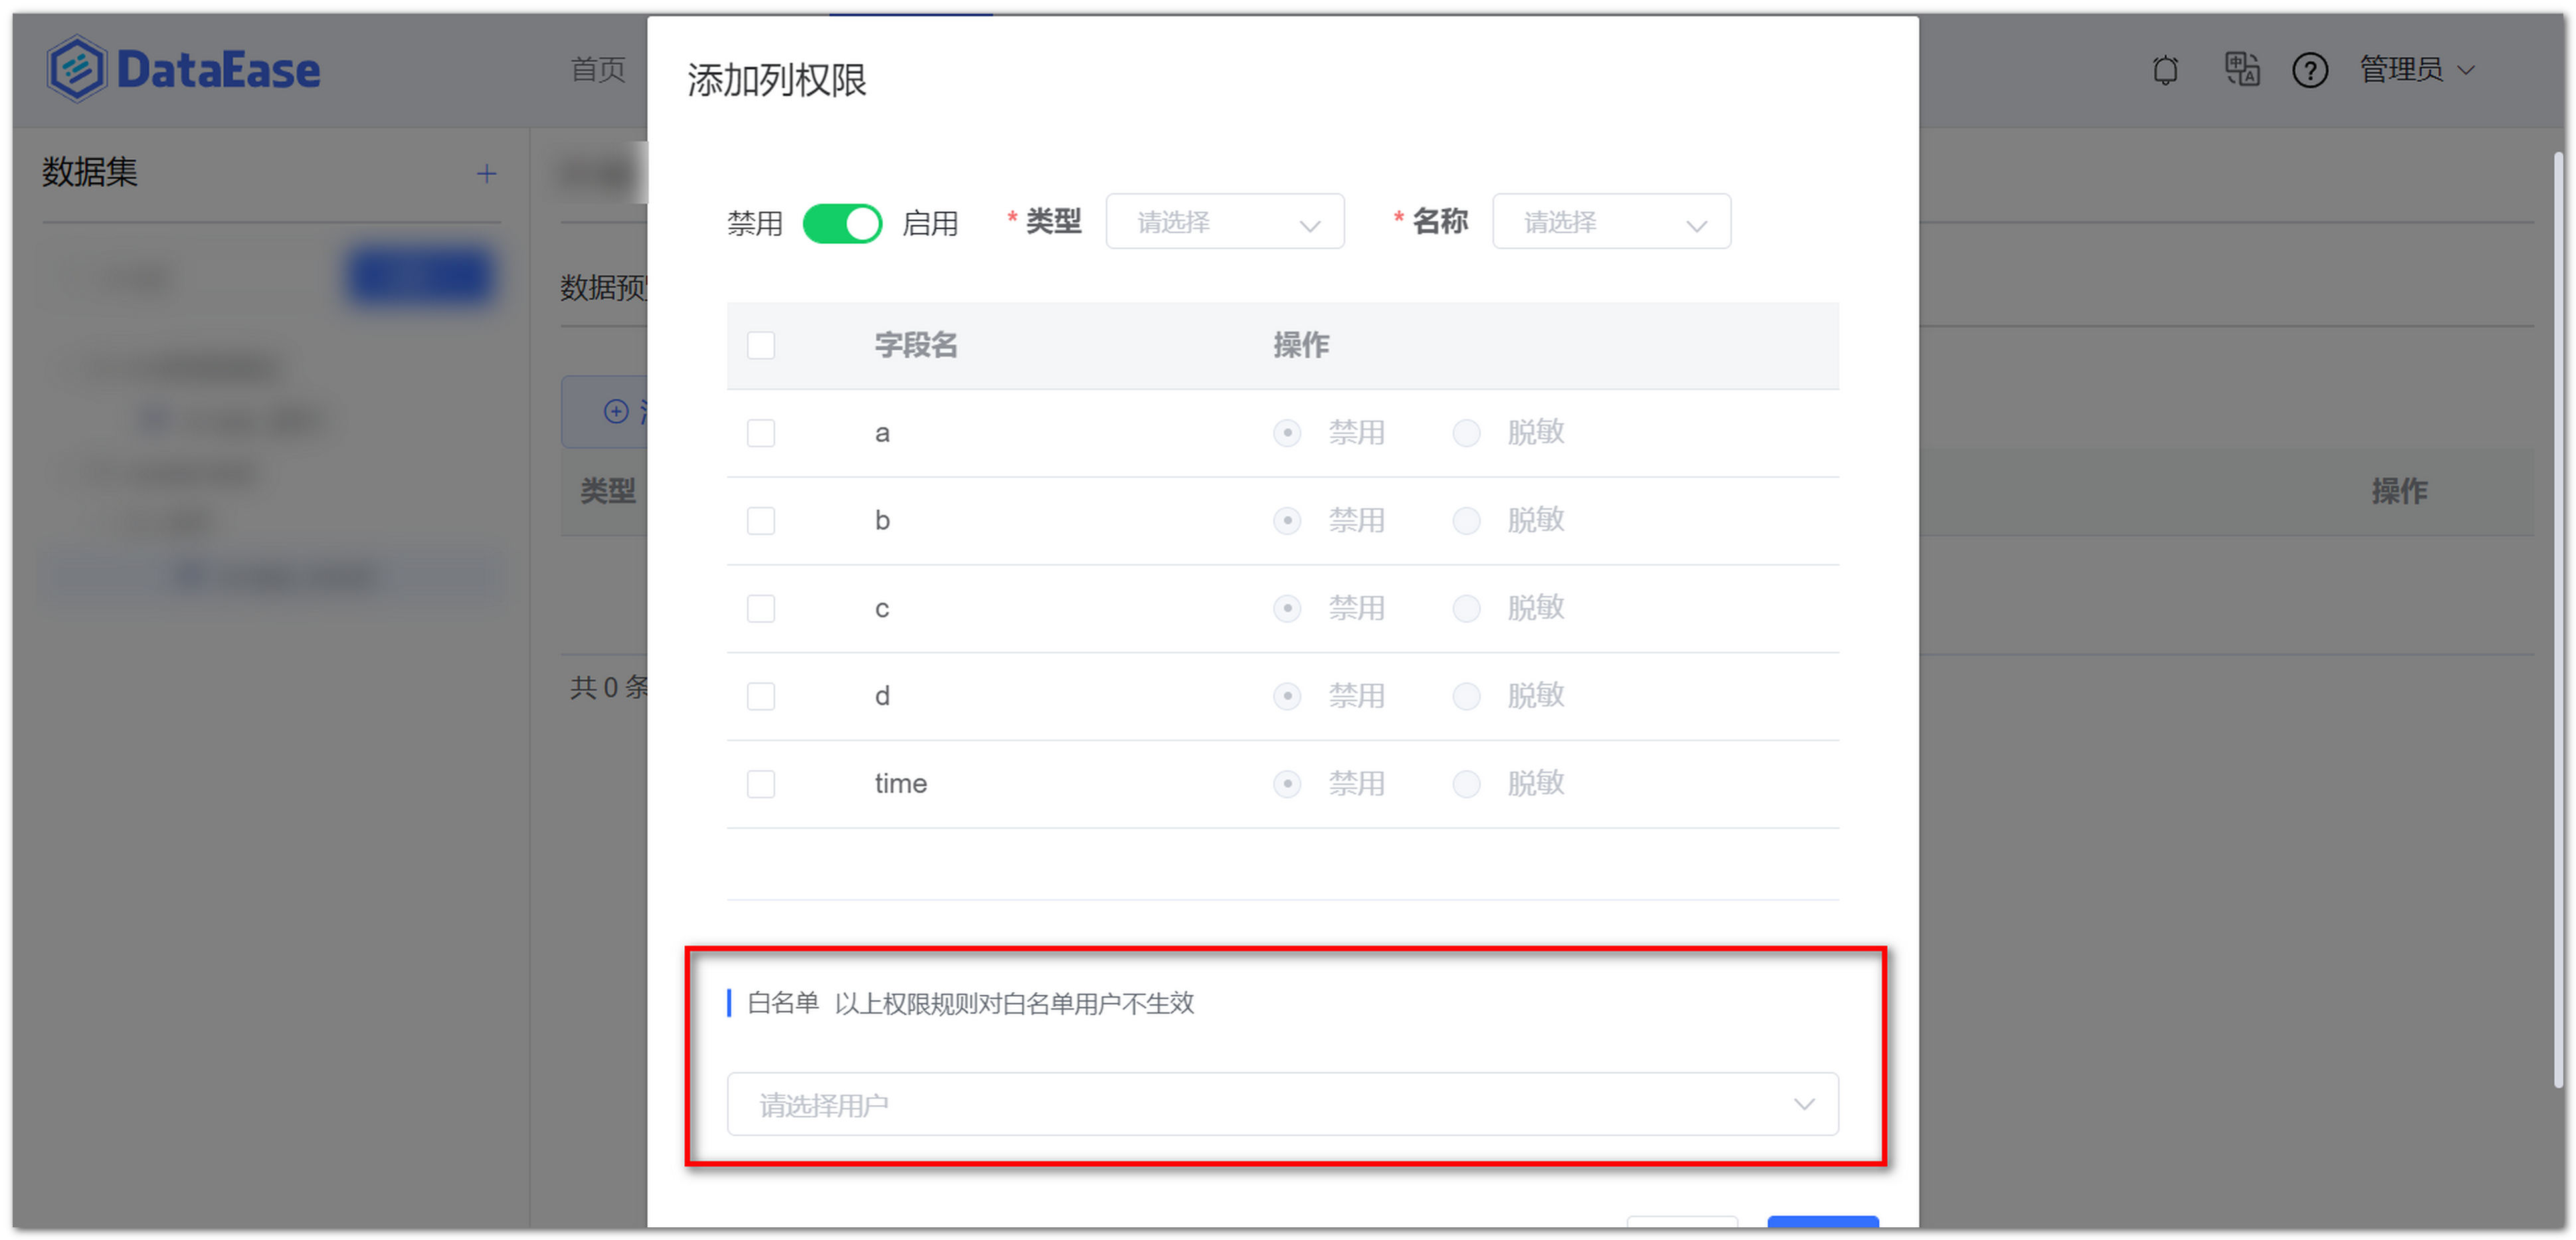 DataEase
首页
管理员
数据集
添加列权限
禁用 启用 * 类型 请选择 * 名称 请选择
数据预
字段名 操作
a 禁用 脱敏
b 禁用 脱敏
c 禁用 脱敏
d 禁用 脱敏
time 禁用 脱敏
类型
操作
共 0 条
白名单 以上权限规则对白名单用户不生效
请选择用户